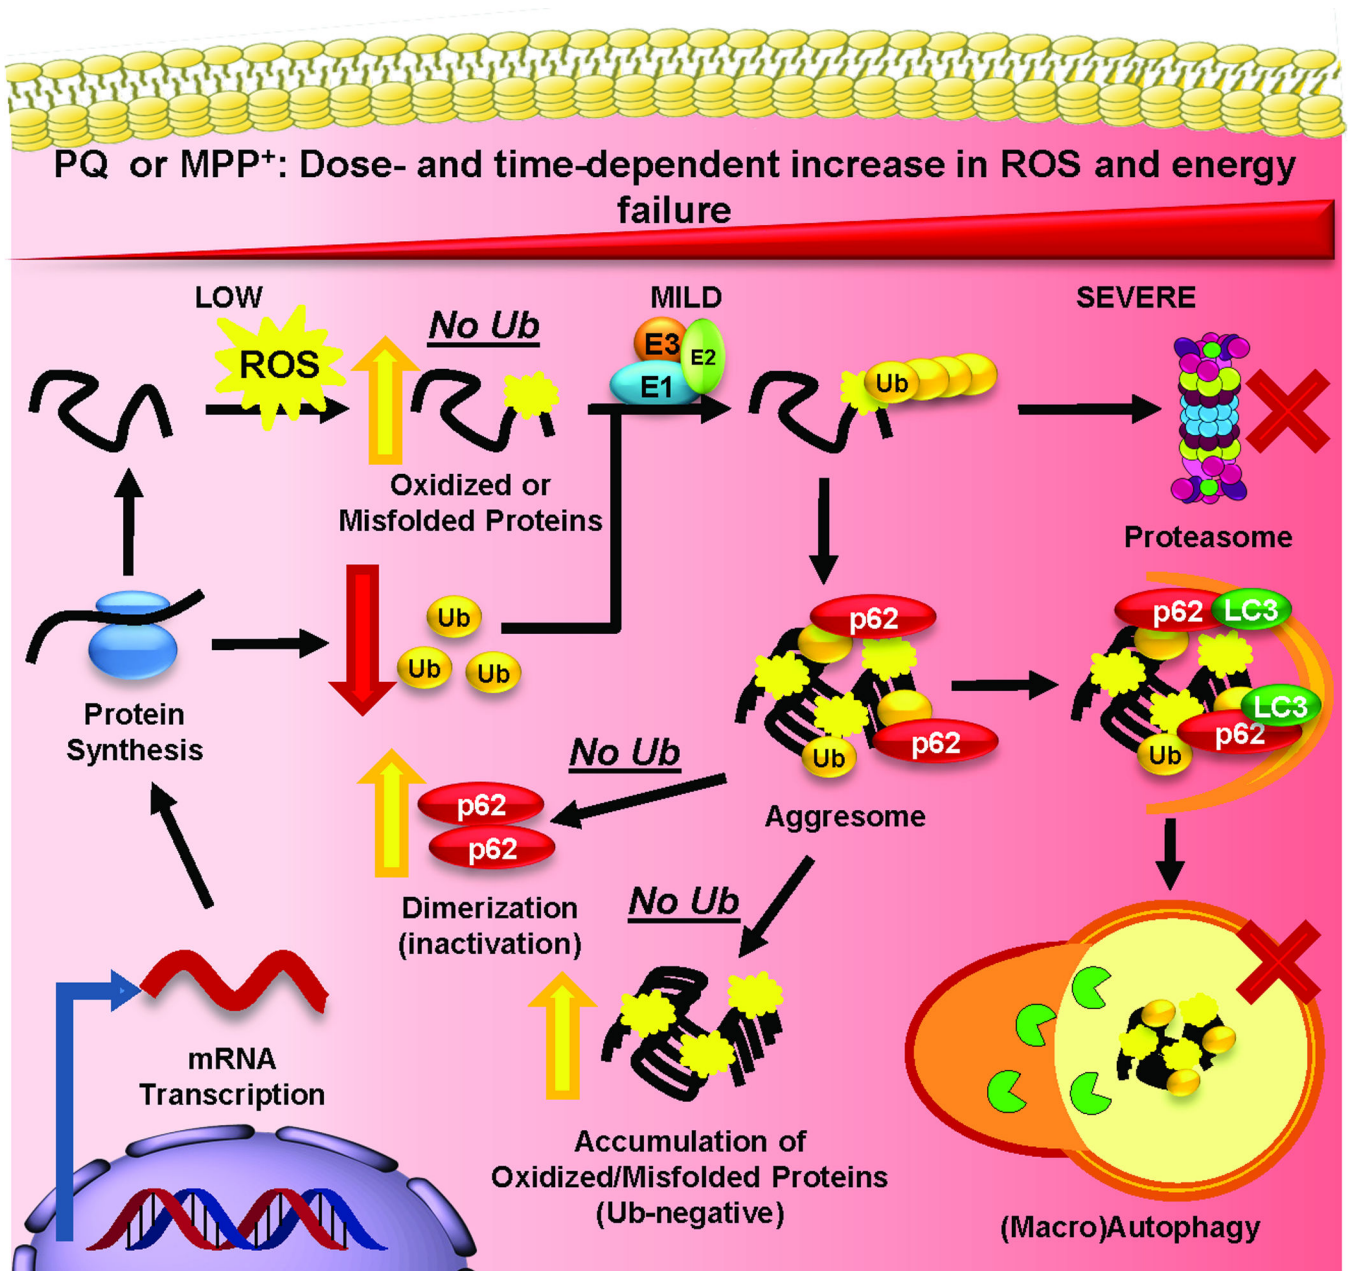 PQ or MPP⁺: Dose- and time-dependent increase in ROS and energy
failure
LOW
MILD
SEVERE
ROS
No Ub
E3
E2
E1
Ub
Oxidized or
Misfolded Proteins
Proteasome
Ub
Ub
Ub
Protein
Synthesis
p62
p62
Ub
Aggresome
p62
LC3
LC3
p62
Ub
No Ub
p62
p62
Dimerization
(inactivation)
No Ub
mRNA
Transcription
Accumulation of
Oxidized/Misfolded Proteins
(Ub-negative)
(Macro)Autophagy